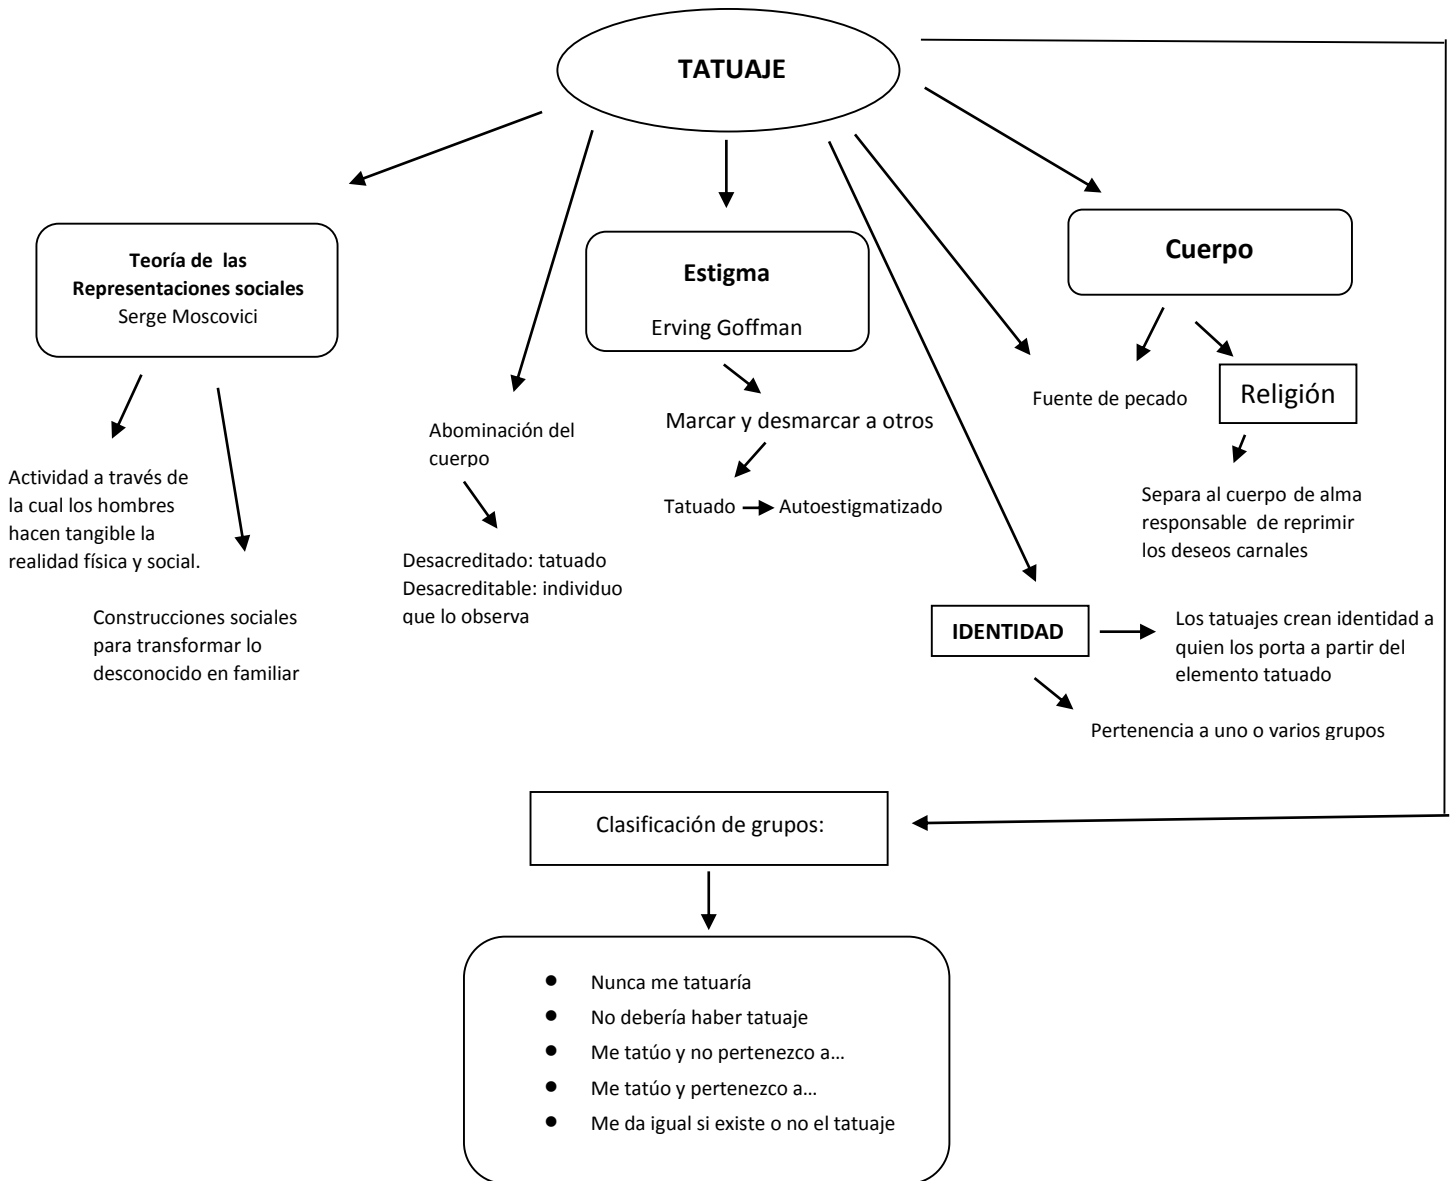 TATUAJE
Teoría de las
Representaciones sociales
Serge Moscovici
Estigma
Erving Goffman
Cuerpo
Actividad a través de
la cual los hombres
hacen tangible la
realidad física y social.
Construcciones sociales
para transformar lo
desconocido en familiar
Abominación del
cuerpo
Desacreditado: tatuado
Desacreditable: individuo
que lo observa
Marcar y desmarcar a otros
Tatuado
Autoestigmatizado
Fuente de pecado
Religión
Separa al cuerpo de alma
responsable de reprimir
los deseos carnales
IDENTIDAD
Los tatuajes crean identidad a
quien los porta a partir del
elemento tatuado
Pertenencia a uno o varios grupos
Clasificación de grupos:
● Nunca me tatuaría
● No debería haber tatuaje
● Me tatúo y no pertenezco a…
● Me tatúo y pertenezco a…
● Me da igual si existe o no el tatuaje